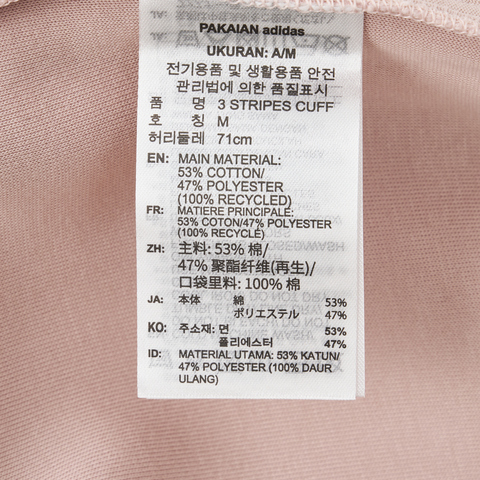 PAKAIAN adidas
UKURAN: A/M
전기용품 및 생활용품 안전
관리법에 의한 품질표시
품 명 3 STRIPES CUFF
호 칭 M
허리둘레 71cm
EN: MAIN MATERIAL:
53% COTTON/
47% POLYESTER
(100% RECYCLED)
FR: MATIERE PRINCIPALE:
53% COTON/47% POLYESTER
(100% RECYCLE)
ZH: 主料: 53% 棉/
47% 聚酯纤维(再生)/
口袋里料: 100% 棉
JA: 本体 綿 53%
ポリエステル 47%
KO: 주소재: 면 53%
폴리에스터 47%
ID: MATERIAL UTAMA: 53% KATUN/
47% POLYESTER (100% DAUR
ULANG)